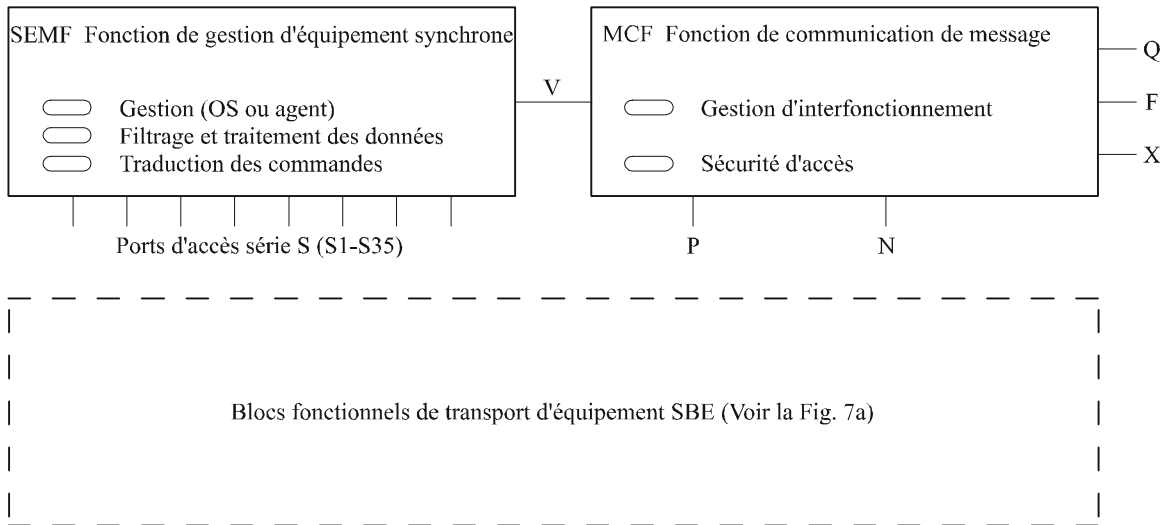 SEMF Fonction de gestion d'équipement synchrone
Gestion (OS ou agent)
Filtrage et traitement des données
Traduction des commandes
V
MCF Fonction de communication de message
Gestion d'interfonctionnement
Sécurité d'accès
Q
F
X
Ports d'accès série S (S1-S35)
P
N
Blocs fonctionnels de transport d'équipement SBE (Voir la Fig. 7a)